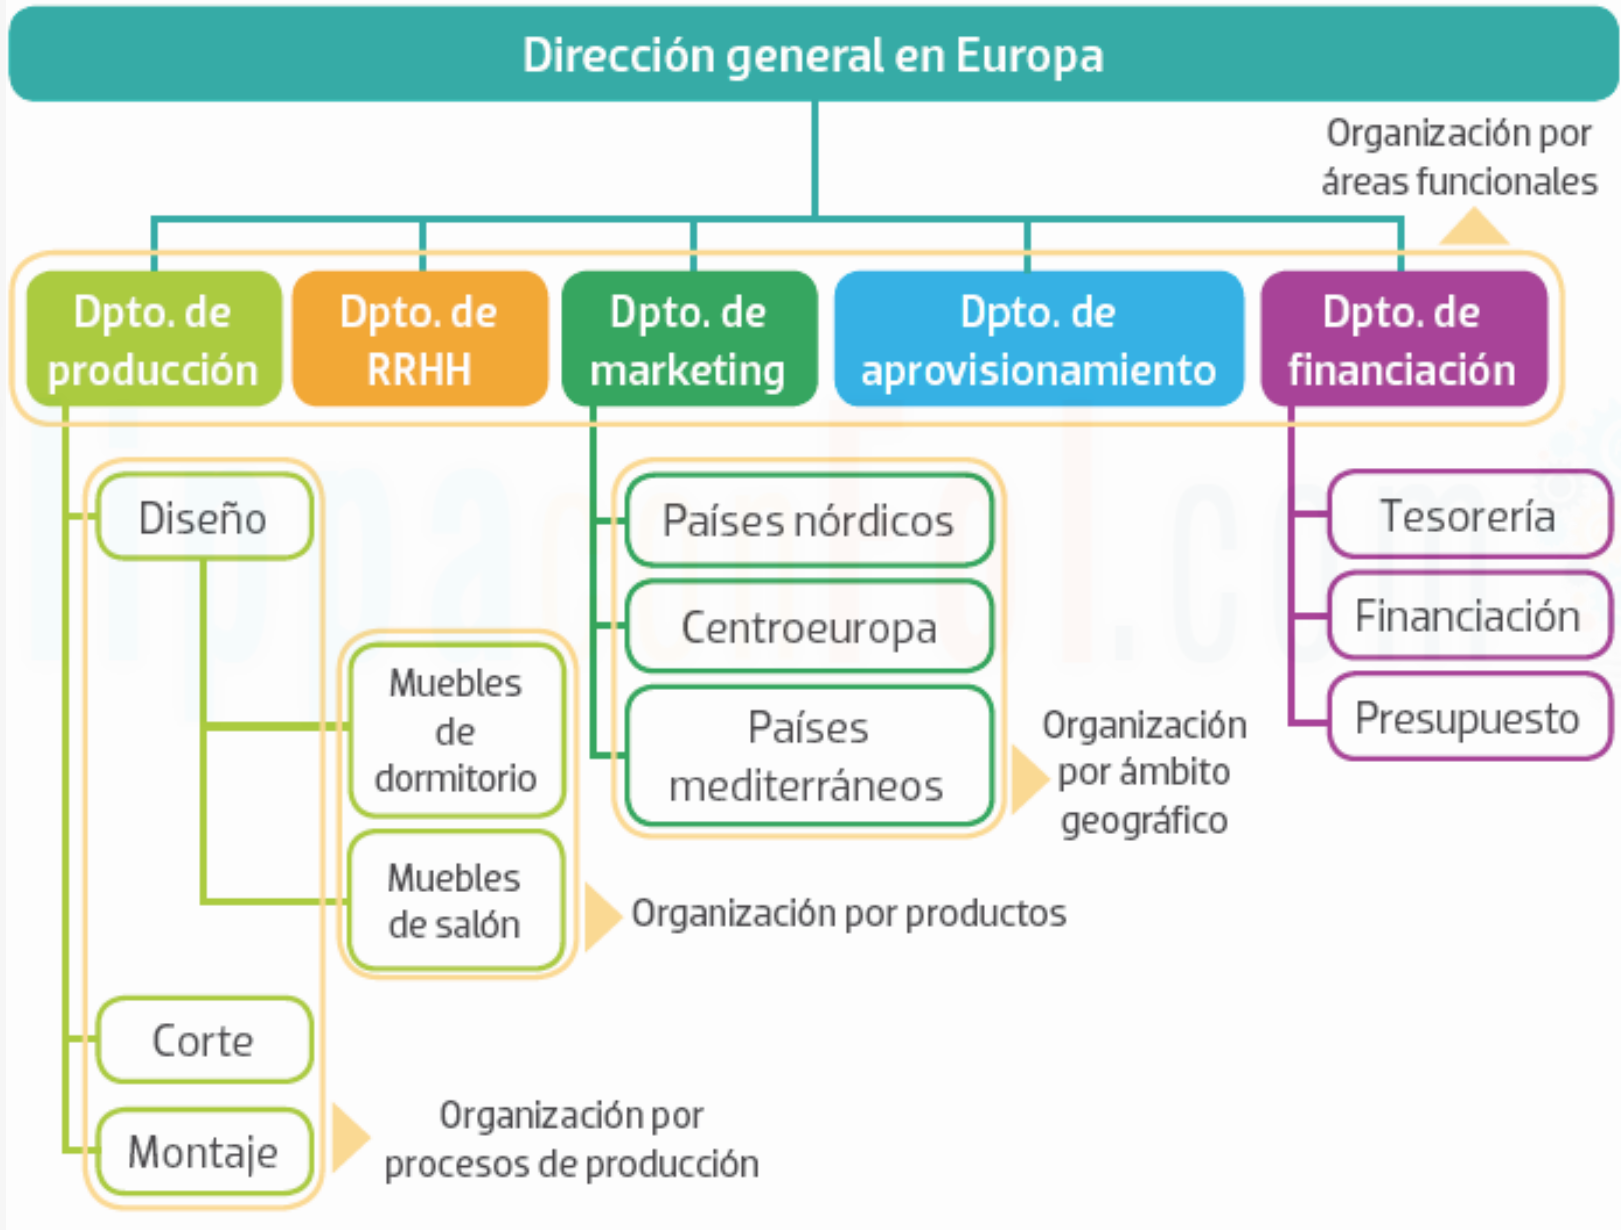 Dirección general en Europa
Organización por
áreas funcionales
Dpto. de
producción
Dpto. de
RRHH
Dpto. de
marketing
Dpto. de
aprovisionamiento
Dpto. de
financiación
Diseño
Muebles
de
dormitorio
Muebles
de salón
Organización por productos
Corte
Montaje
Organización por
procesos de producción
Países nórdicos
Centroeuropa
Países
mediterráneos
Organización
por ámbito
geográfico
Tesorería
Financiación
Presupuesto